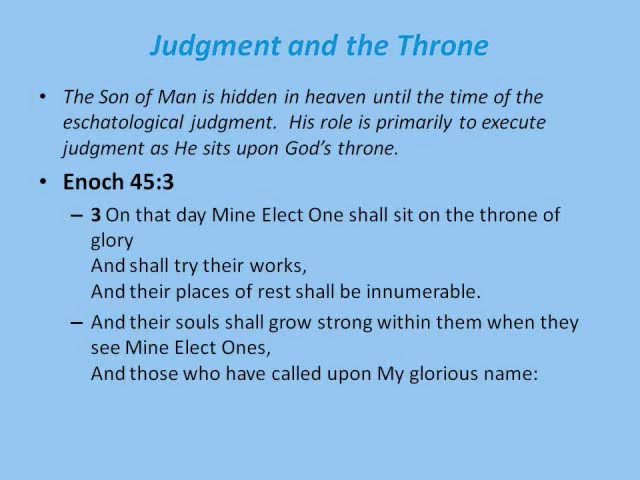 Judgment and the Throne
• The Son of Man is hidden in heaven until the time of the
eschatological judgment.  His role is primarily to execute
judgment as He sits upon God's throne.
• Enoch 45:3
– 3 On that day Mine Elect One shall sit on the throne of
glory
And shall try their works,
And their places of rest shall be innumerable.
– And their souls shall grow strong within them when they
see Mine Elect Ones,
And those who have called upon My glorious name: